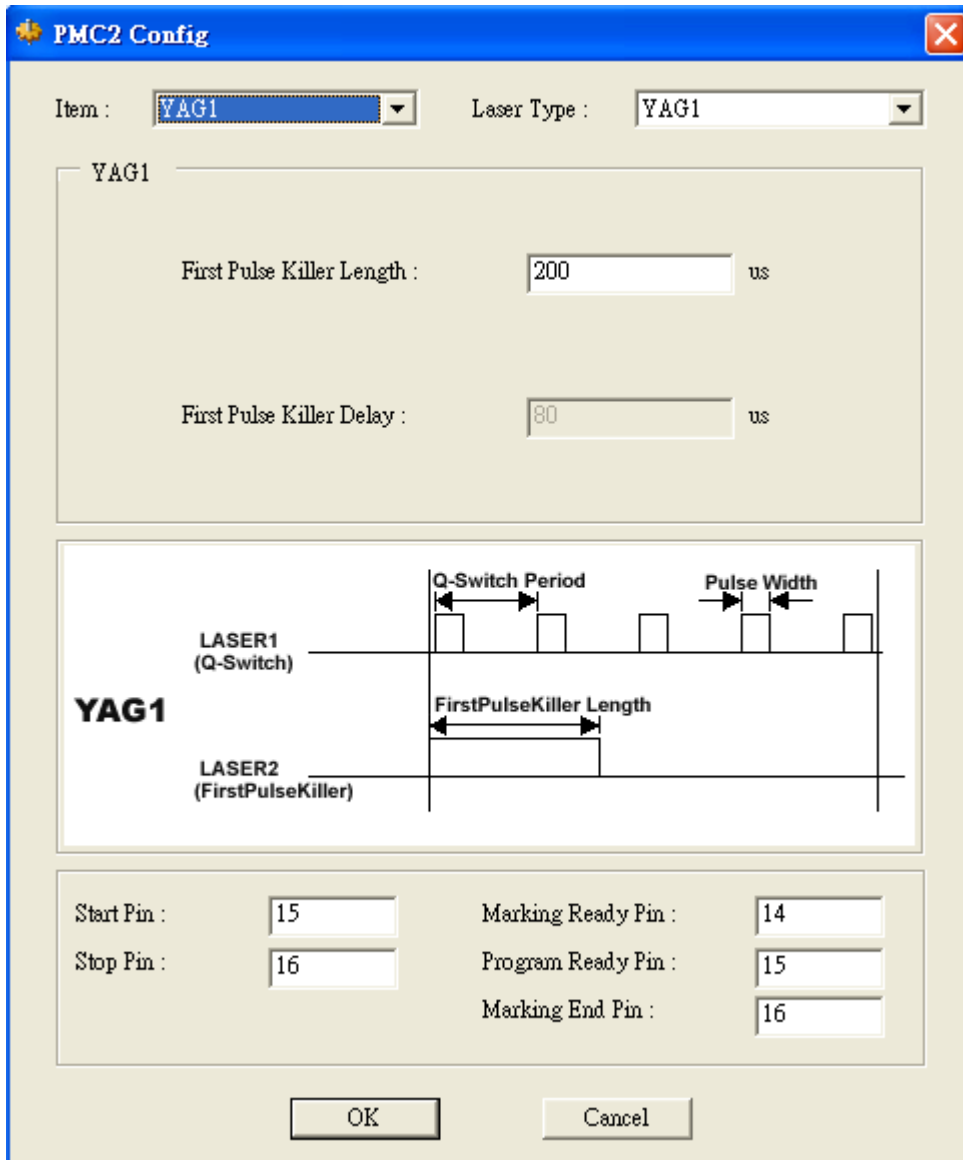 PMC2 Config
Item : YAG1 Laser Type : YAG1
YAG1
First Pulse Killer Length : 200 us
First Pulse Killer Delay : 80 us
Q-Switch Period Pulse Width
LASER1
(Q-Switch)
YAG1
FirstPulseKiller Length
LASER2
(FirstPulseKiller)
Start Pin : 15 Marking Ready Pin : 14
Stop Pin : 16 Program Ready Pin : 15
Marking End Pin : 16
OK Cancel